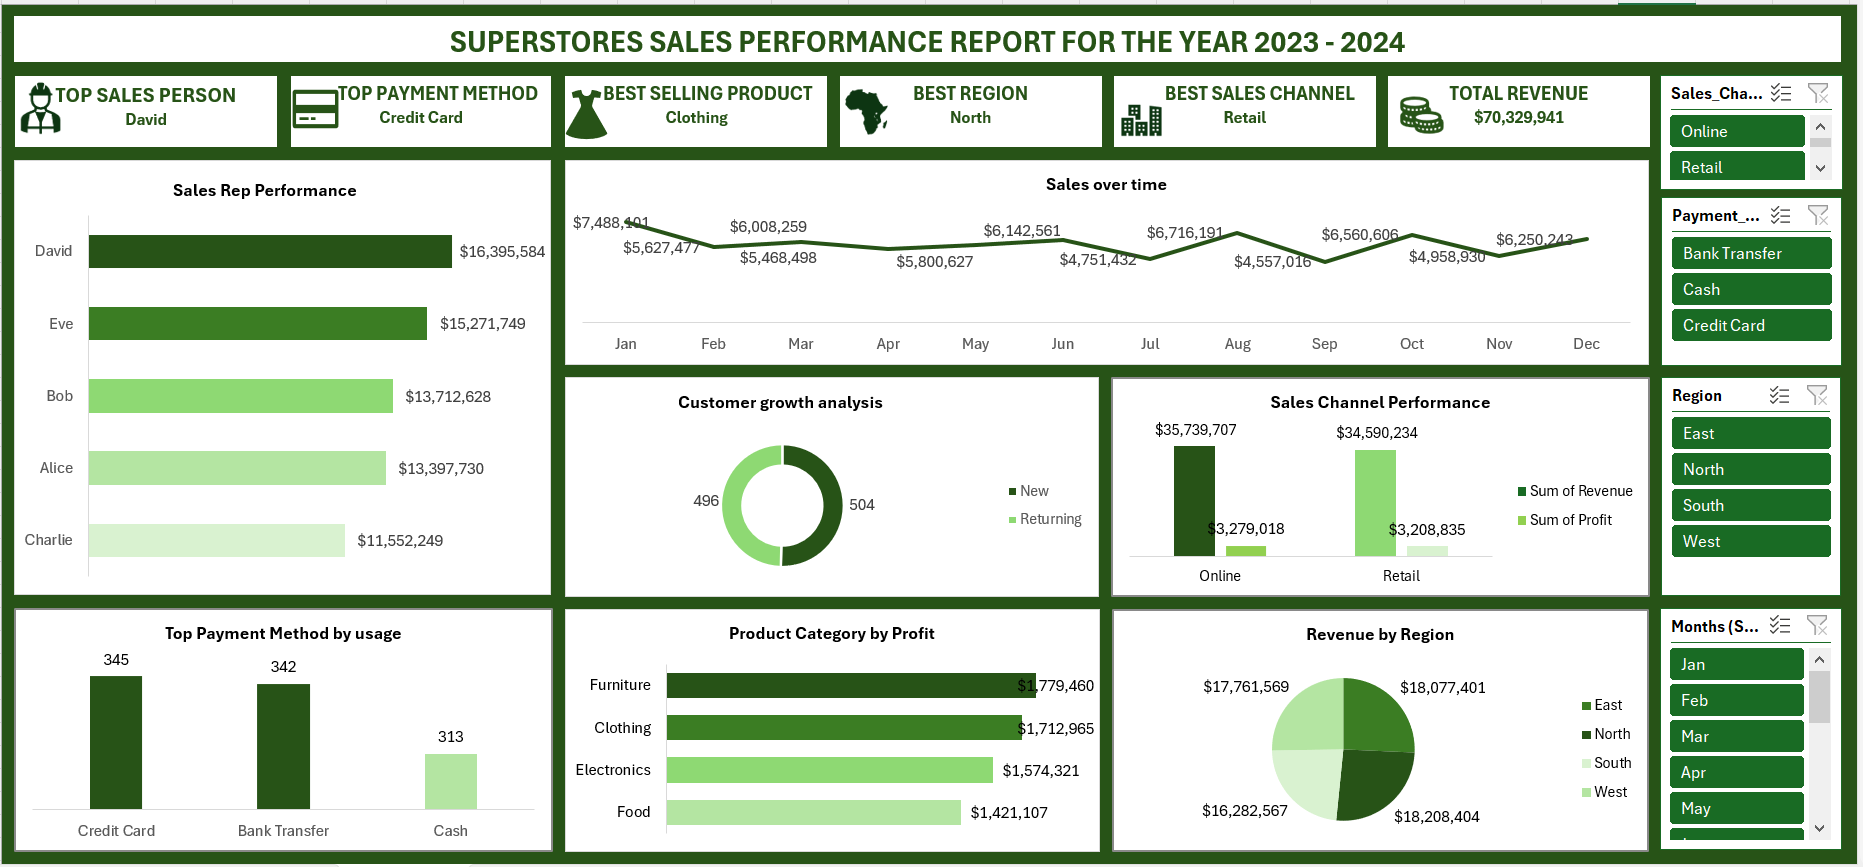 SUPERSTORES SALES PERFORMANCE REPORT FOR THE YEAR 2023 - 2024
TOP SALES PERSON
David
TOP PAYMENT METHOD
Credit Card
BEST SELLING PRODUCT
Clothing
BEST REGION
North
BEST SALES CHANNEL
Retail
TOTAL REVENUE
$70,329,941
Sales_Cha...
Online
Retail
Payment_...
Bank Transfer
Cash
Credit Card
Region
East
North
South
West
Months (S...
Jan
Feb
Mar
Apr
May
Sales Rep Performance
David $16,395,584
Eve $15,271,749
Bob $13,712,628
Alice $13,397,730
Charlie $11,552,249
Sales over time
$7,488,101
$5,627,477
$6,008,259
$5,468,498
$5,800,627
$6,142,561
$4,751,432
$6,716,191
$4,557,016
$6,560,606
$4,958,930
$6,250,243
Jan Feb Mar Apr May Jun Jul Aug Sep Oct Nov Dec
Customer growth analysis
496
504
New
Returning
Sales Channel Performance
$35,739,707
$34,590,234
$3,279,018
$3,208,835
Online Retail
Sum of Revenue
Sum of Profit
Top Payment Method by usage
345
342
313
Credit Card Bank Transfer Cash
Product Category by Profit
Furniture $1,779,460
Clothing $1,712,965
Electronics $1,574,321
Food $1,421,107
Revenue by Region
$17,761,569
$18,077,401
$16,282,567
$18,208,404
East
North
South
West